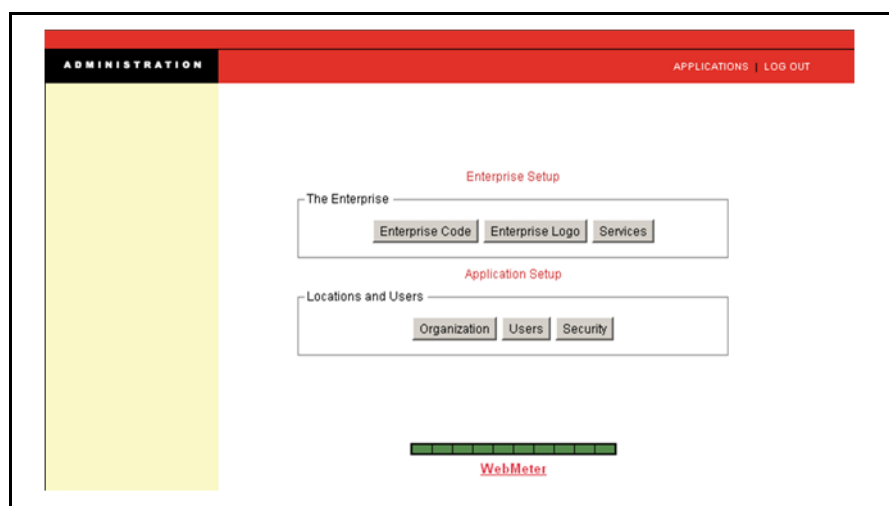 ADMINISTRATION
APPLICATIONS | LOG OUT
Enterprise Setup
The Enterprise
Enterprise Code Enterprise Logo Services
Application Setup
Locations and Users
Organization Users Security
WebMeter